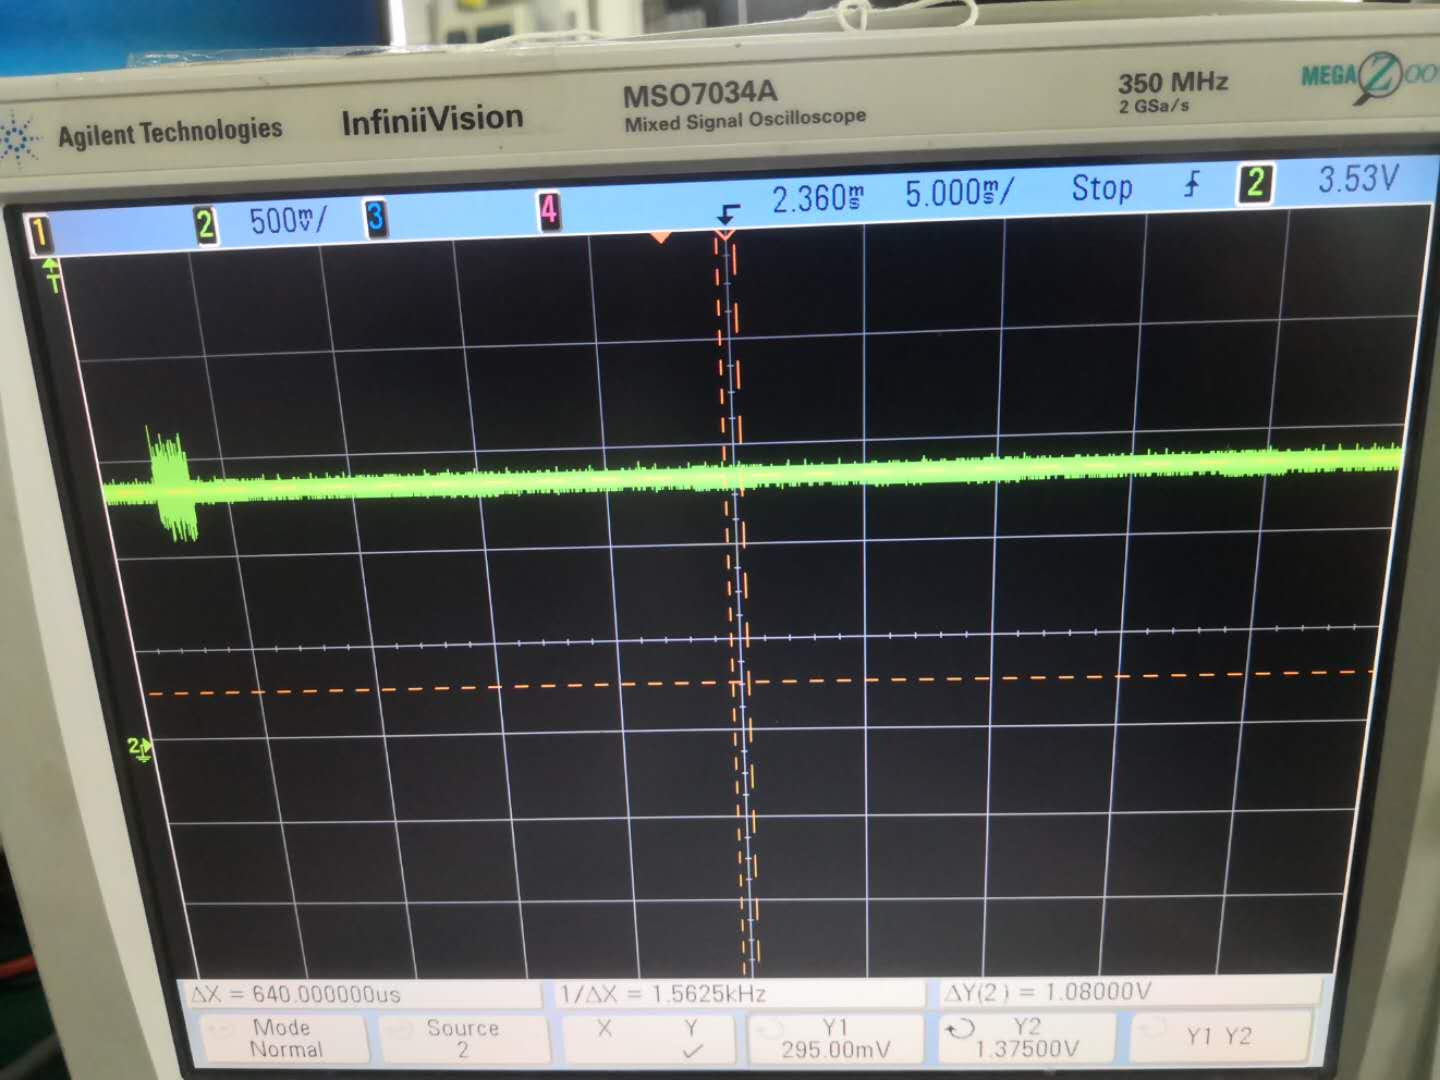 Agilent Technologies InfiniiVision MSO7034A 350 MHz MEGA Zoo
Mixed Signal Oscilloscope 2 GSa/s
1 2 500mV/ 3 4 2.360ms 5.000ms/ Stop 2 3.53V
T
2
ΔX = 640.000000us 1/ΔX = 1.5625kHz ΔY(2) = 1.08000V
Mode Source X Y Y1 Y2 Y1 Y2
Normal 2 ✓ 295.00mV 1.37500V